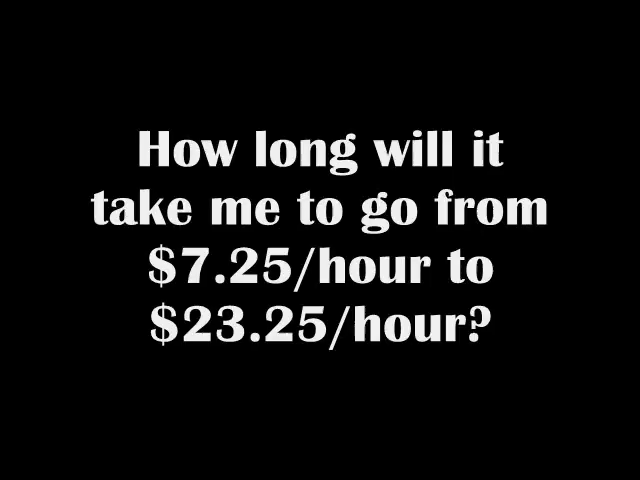 How long will it
take me to go from
$7.25/hour to
$23.25/hour?